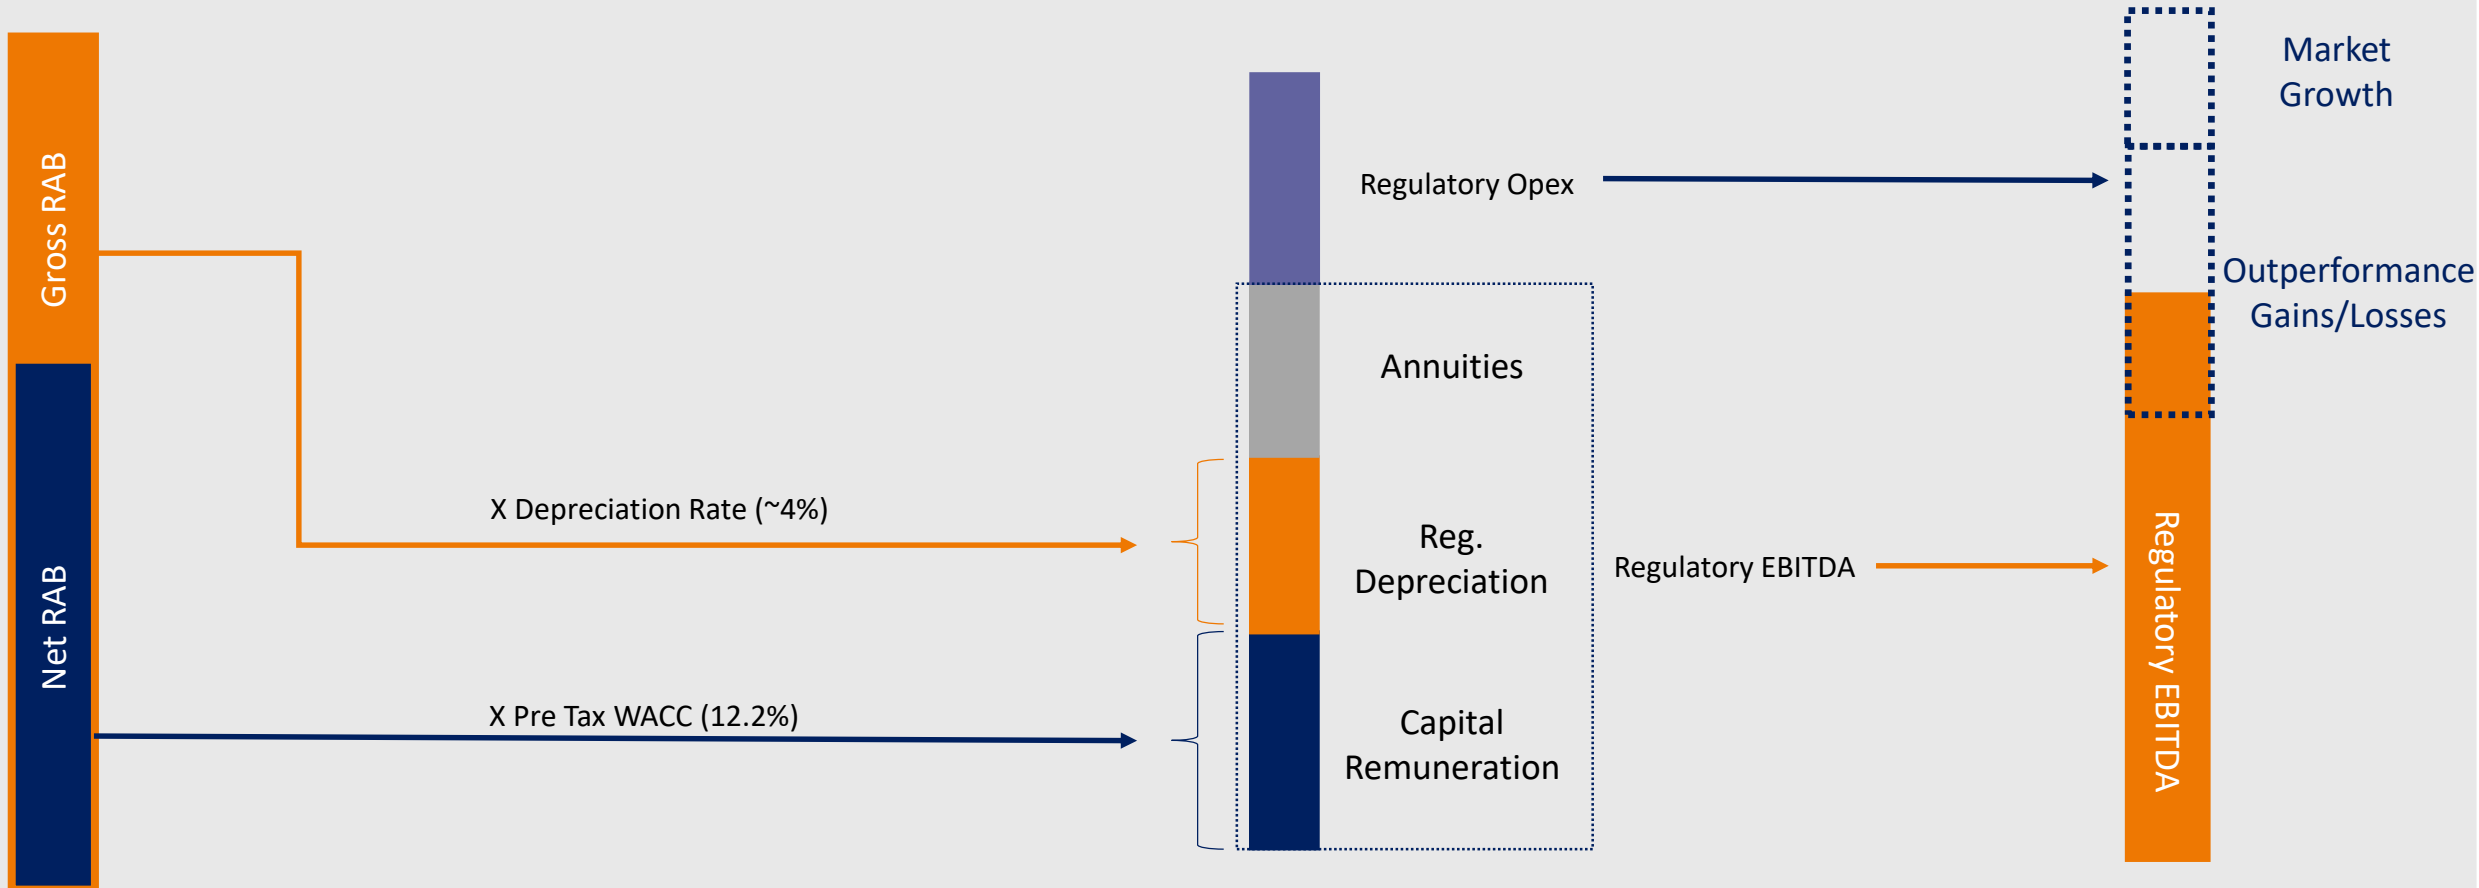 Gross RAB
Net RAB
X Depreciation Rate (~4%)
X Pre Tax WACC (12.2%)
Regulatory Opex
Annuities
Reg.
Depreciation
Capital
Remuneration
Regulatory EBITDA
Market
Growth
Outperformance
Gains/Losses
Regulatory EBITDA